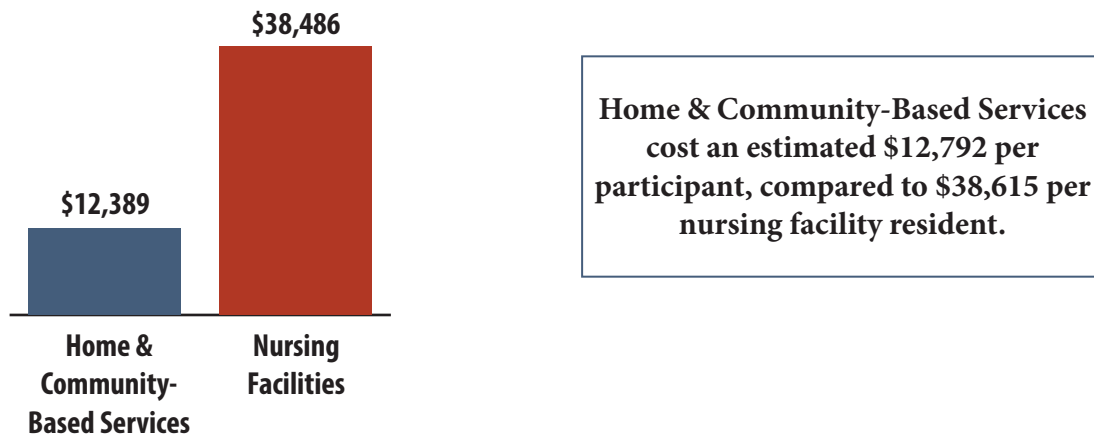 $38,486
$12,389
Home &
Community-
Based Services
Nursing
Facilities
Home & Community-Based Services
cost an estimated $12,792 per
participant, compared to $38,615 per
nursing facility resident.